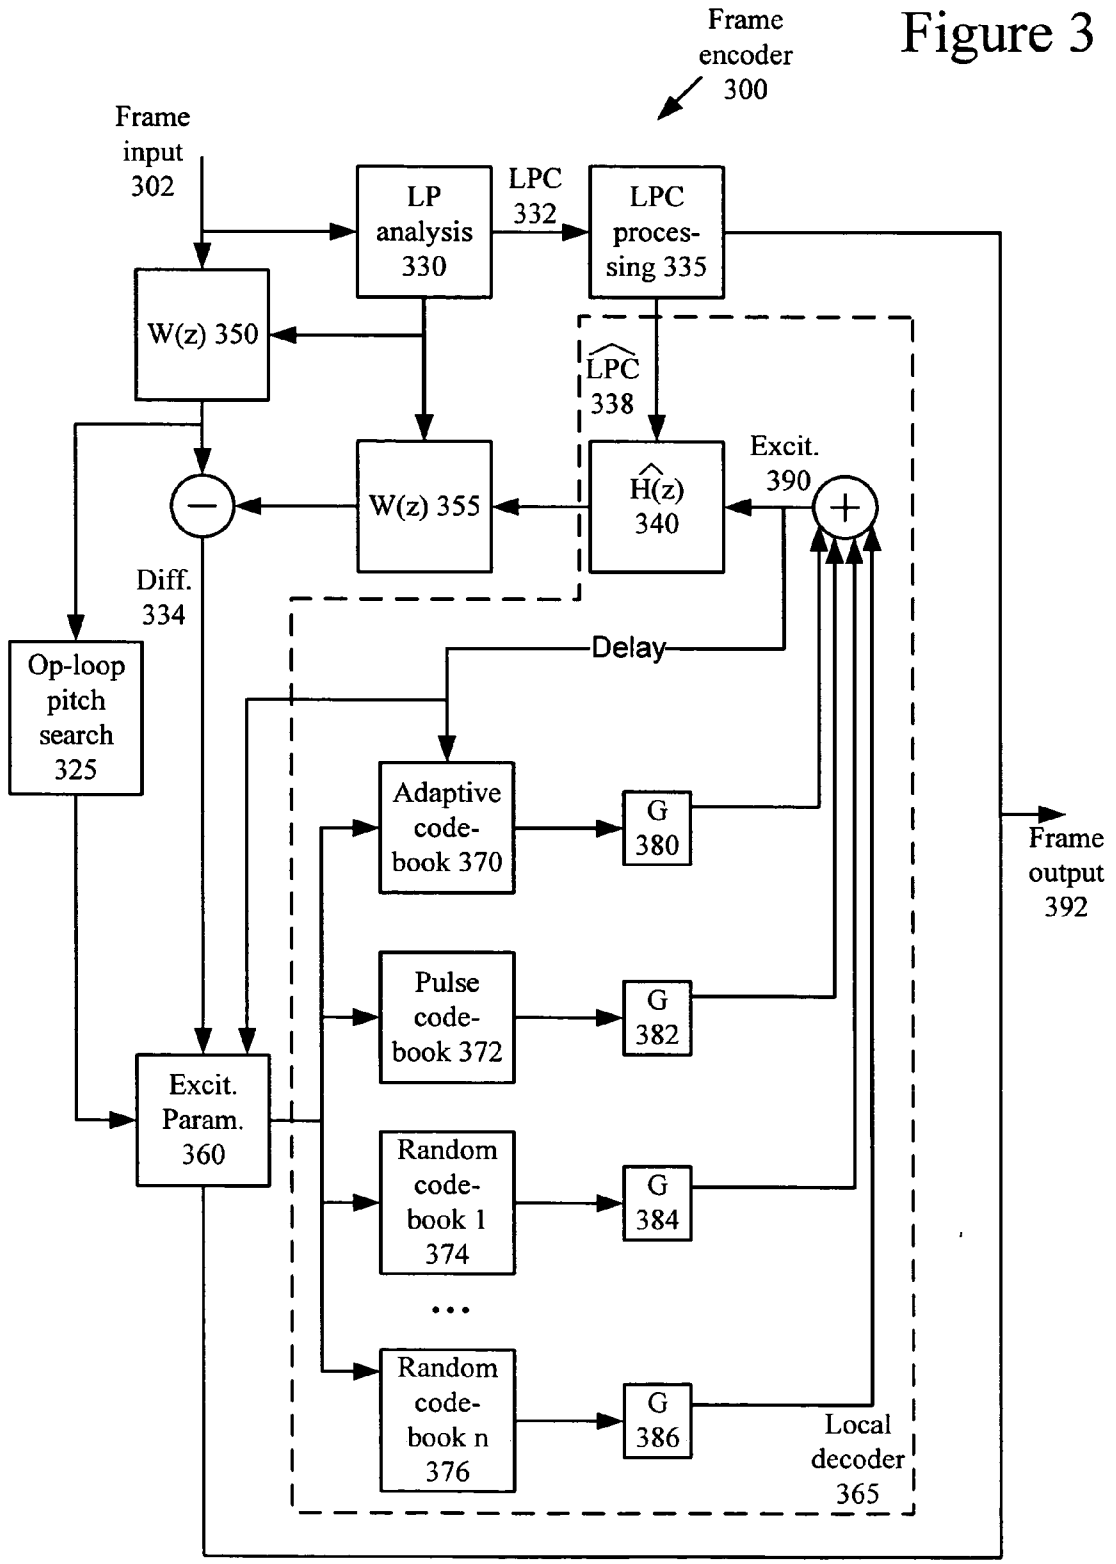 Figure 3
Frame
encoder
300
Frame
input
302
LP
analysis
330
LPC
332
LPC
proces-
sing 335
W(z) 350
LPC
338
Excit.
390
W(z) 355
H(z)
340
−
+
Diff.
334
Delay
Op-loop
pitch
search
325
Adaptive
code-
book 370
G
380
Frame
output
392
Pulse
code-
book 372
G
382
Excit.
Param.
360
Random
code-
book 1
374
G
384
...
Random
code-
book n
376
G
386
Local
decoder
365